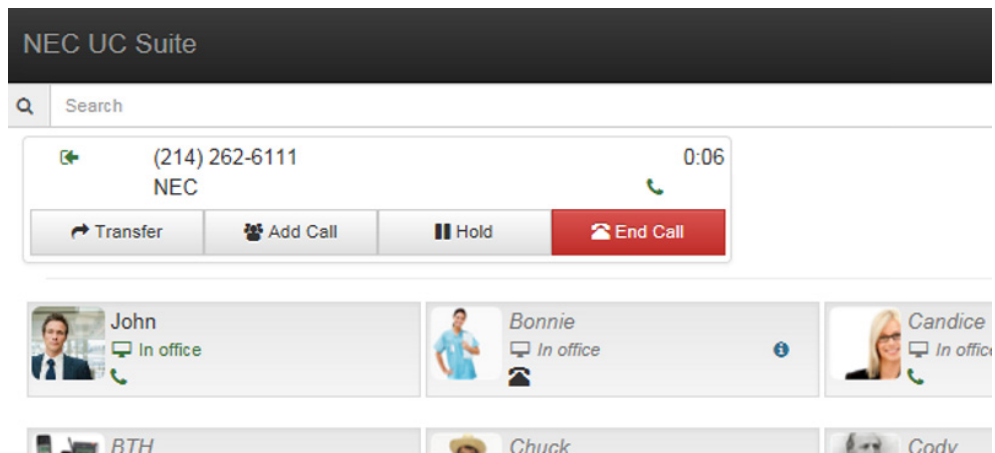 NEC UC Suite
Search
(214) 262-6111 0:06
NEC
Transfer Add Call Hold End Call
John Bonnie Candice
In office In office In office
BTH Chuck Cody